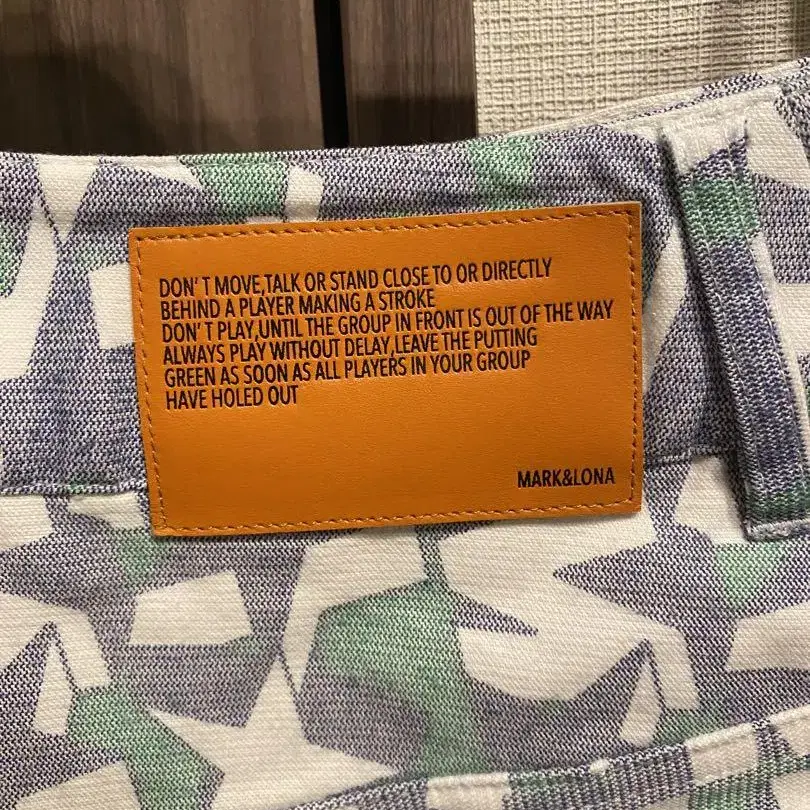 DON'T MOVE,TALK OR STAND CLOSE TO OR DIRECTLY
BEHIND A PLAYER MAKING A STROKE
DON'T PLAY,UNTIL THE GROUP IN FRONT IS OUT OF THE WAY
ALWAYS PLAY WITHOUT DELAY,LEAVE THE PUTTING
GREEN AS SOON AS ALL PLAYERS IN YOUR GROUP
HAVE HOLED OUT
MARK&LONA